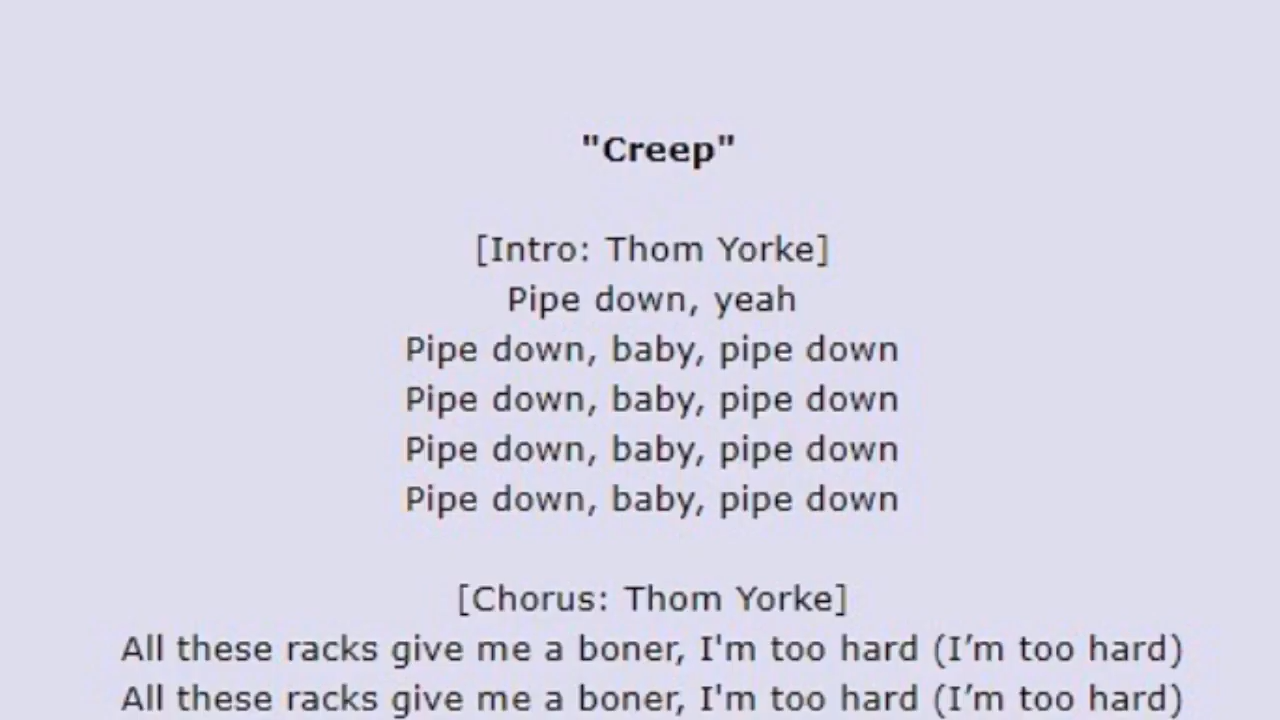 "Creep"
[Intro: Thom Yorke]
Pipe down, yeah
Pipe down, baby, pipe down
Pipe down, baby, pipe down
Pipe down, baby, pipe down
Pipe down, baby, pipe down
[Chorus: Thom Yorke]
All these racks give me a boner, I'm too hard (I’m too hard)
All these racks give me a boner, I'm too hard (I’m too hard)